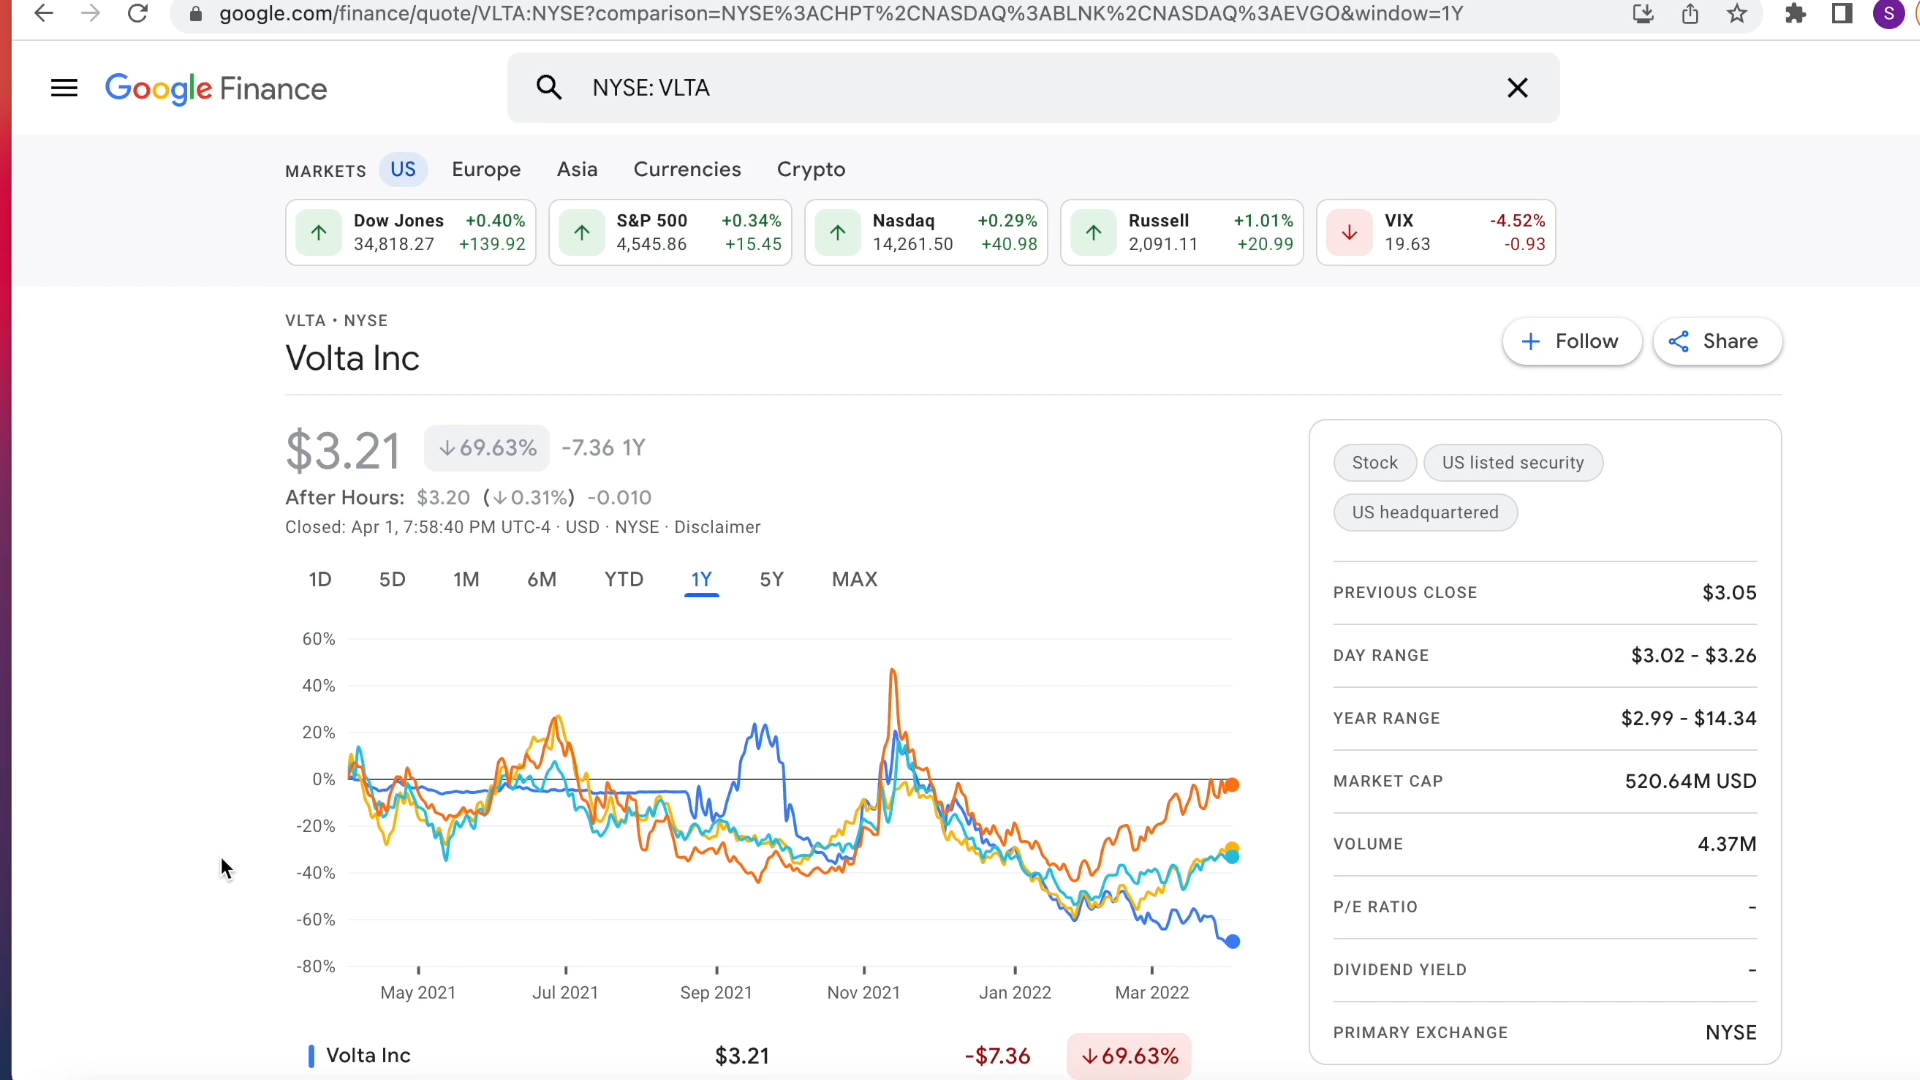 google.com/finance/quote/VLTA:NYSE?comparison=NYSE%3ACHPT%2CNASDAQ%3ABLNK%2CNASDAQ%3AEVGO&window=1Y
S
Google Finance
NYSE: VLTA
MARKETS US Europe Asia Currencies Crypto
Dow Jones +0.40%
34,818.27 +139.92
S&P 500 +0.34%
4,545.86 +15.45
Nasdaq +0.29%
14,261.50 +40.98
Russell +1.01%
2,091.11 +20.99
VIX -4.52%
19.63 -0.93
VLTA • NYSE
Volta Inc
Follow
Share
$3.21 ↓69.63% -7.36 1Y
After Hours: $3.20 (↓0.31%) -0.010
Closed: Apr 1, 7:58:40 PM UTC-4 · USD · NYSE · Disclaimer
1D 5D 1M 6M YTD 1Y 5Y MAX
60%
40%
20%
0%
-20%
-40%
-60%
-80%
May 2021 Jul 2021 Sep 2021 Nov 2021 Jan 2022 Mar 2022
Volta Inc $3.21 -$7.36 ↓69.63%
Stock US listed security
US headquartered
PREVIOUS CLOSE $3.05
DAY RANGE $3.02 - $3.26
YEAR RANGE $2.99 - $14.34
MARKET CAP 520.64M USD
VOLUME 4.37M
P/E RATIO -
DIVIDEND YIELD -
PRIMARY EXCHANGE NYSE